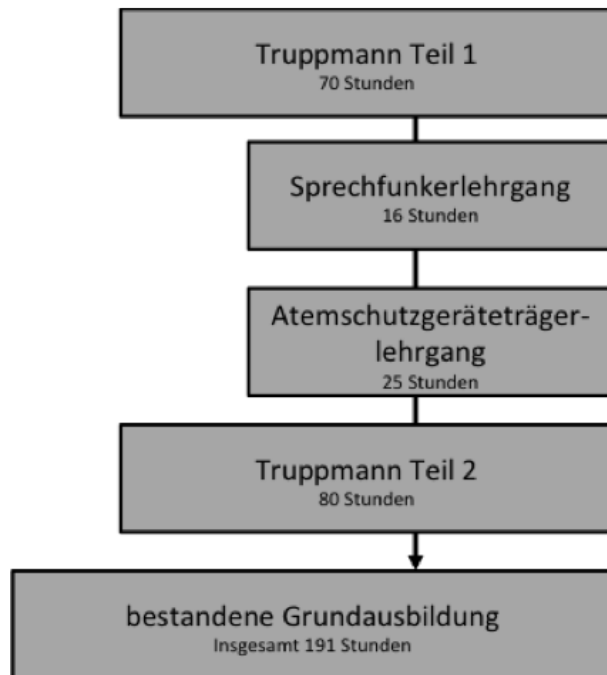 Truppmann Teil 1
70 Stunden
Sprechfunkerlehrgang
16 Stunden
Atemschutzgeräteträger-
lehrgang
25 Stunden
Truppmann Teil 2
80 Stunden
bestandene Grundausbildung
Insgesamt 191 Stunden